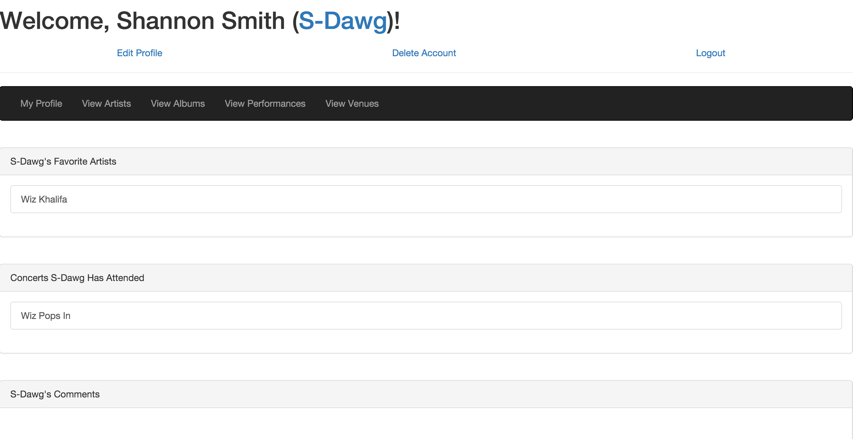 Welcome, Shannon Smith (S-Dawg)!
Edit Profile Delete Account Logout
My Profile View Artists View Albums View Performances View Venues
S-Dawg's Favorite Artists
Wiz Khalifa
Concerts S-Dawg Has Attended
Wiz Pops In
S-Dawg's Comments